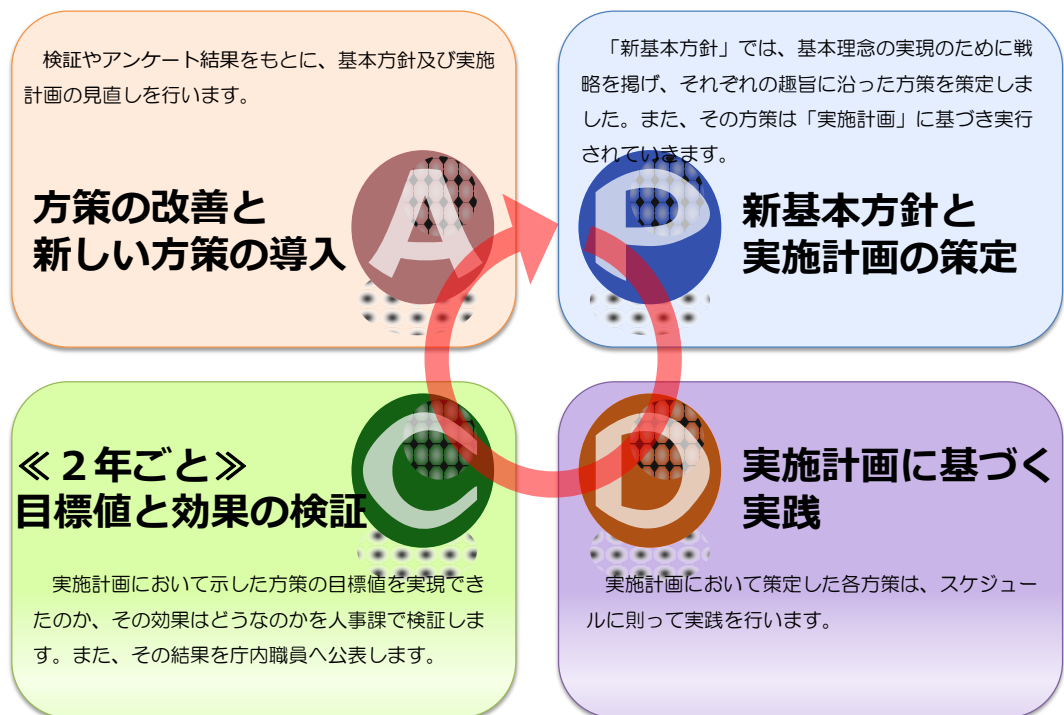 検証やアンケート結果をもとに、基本方針及び実施
計画の見直しを行います。
方策の改善と
新しい方策の導入
A
「新基本方針」では、基本理念の実現のために戦
略を掲げ、それぞれの趣旨に沿った方策を策定しま
した。また、その方策は「実施計画」に基づき実行
されていきます。
P
新基本方針と
実施計画の策定
≪２年ごと≫
目標値と効果の検証
C
実施計画において示した方策の目標値を実現でき
たのか、その効果はどうなのかを人事課で検証しま
す。また、その結果を庁内職員へ公表します。
D
実施計画に基づく
実践
実施計画において策定した各方策は、スケジュー
ルに則って実践を行います。